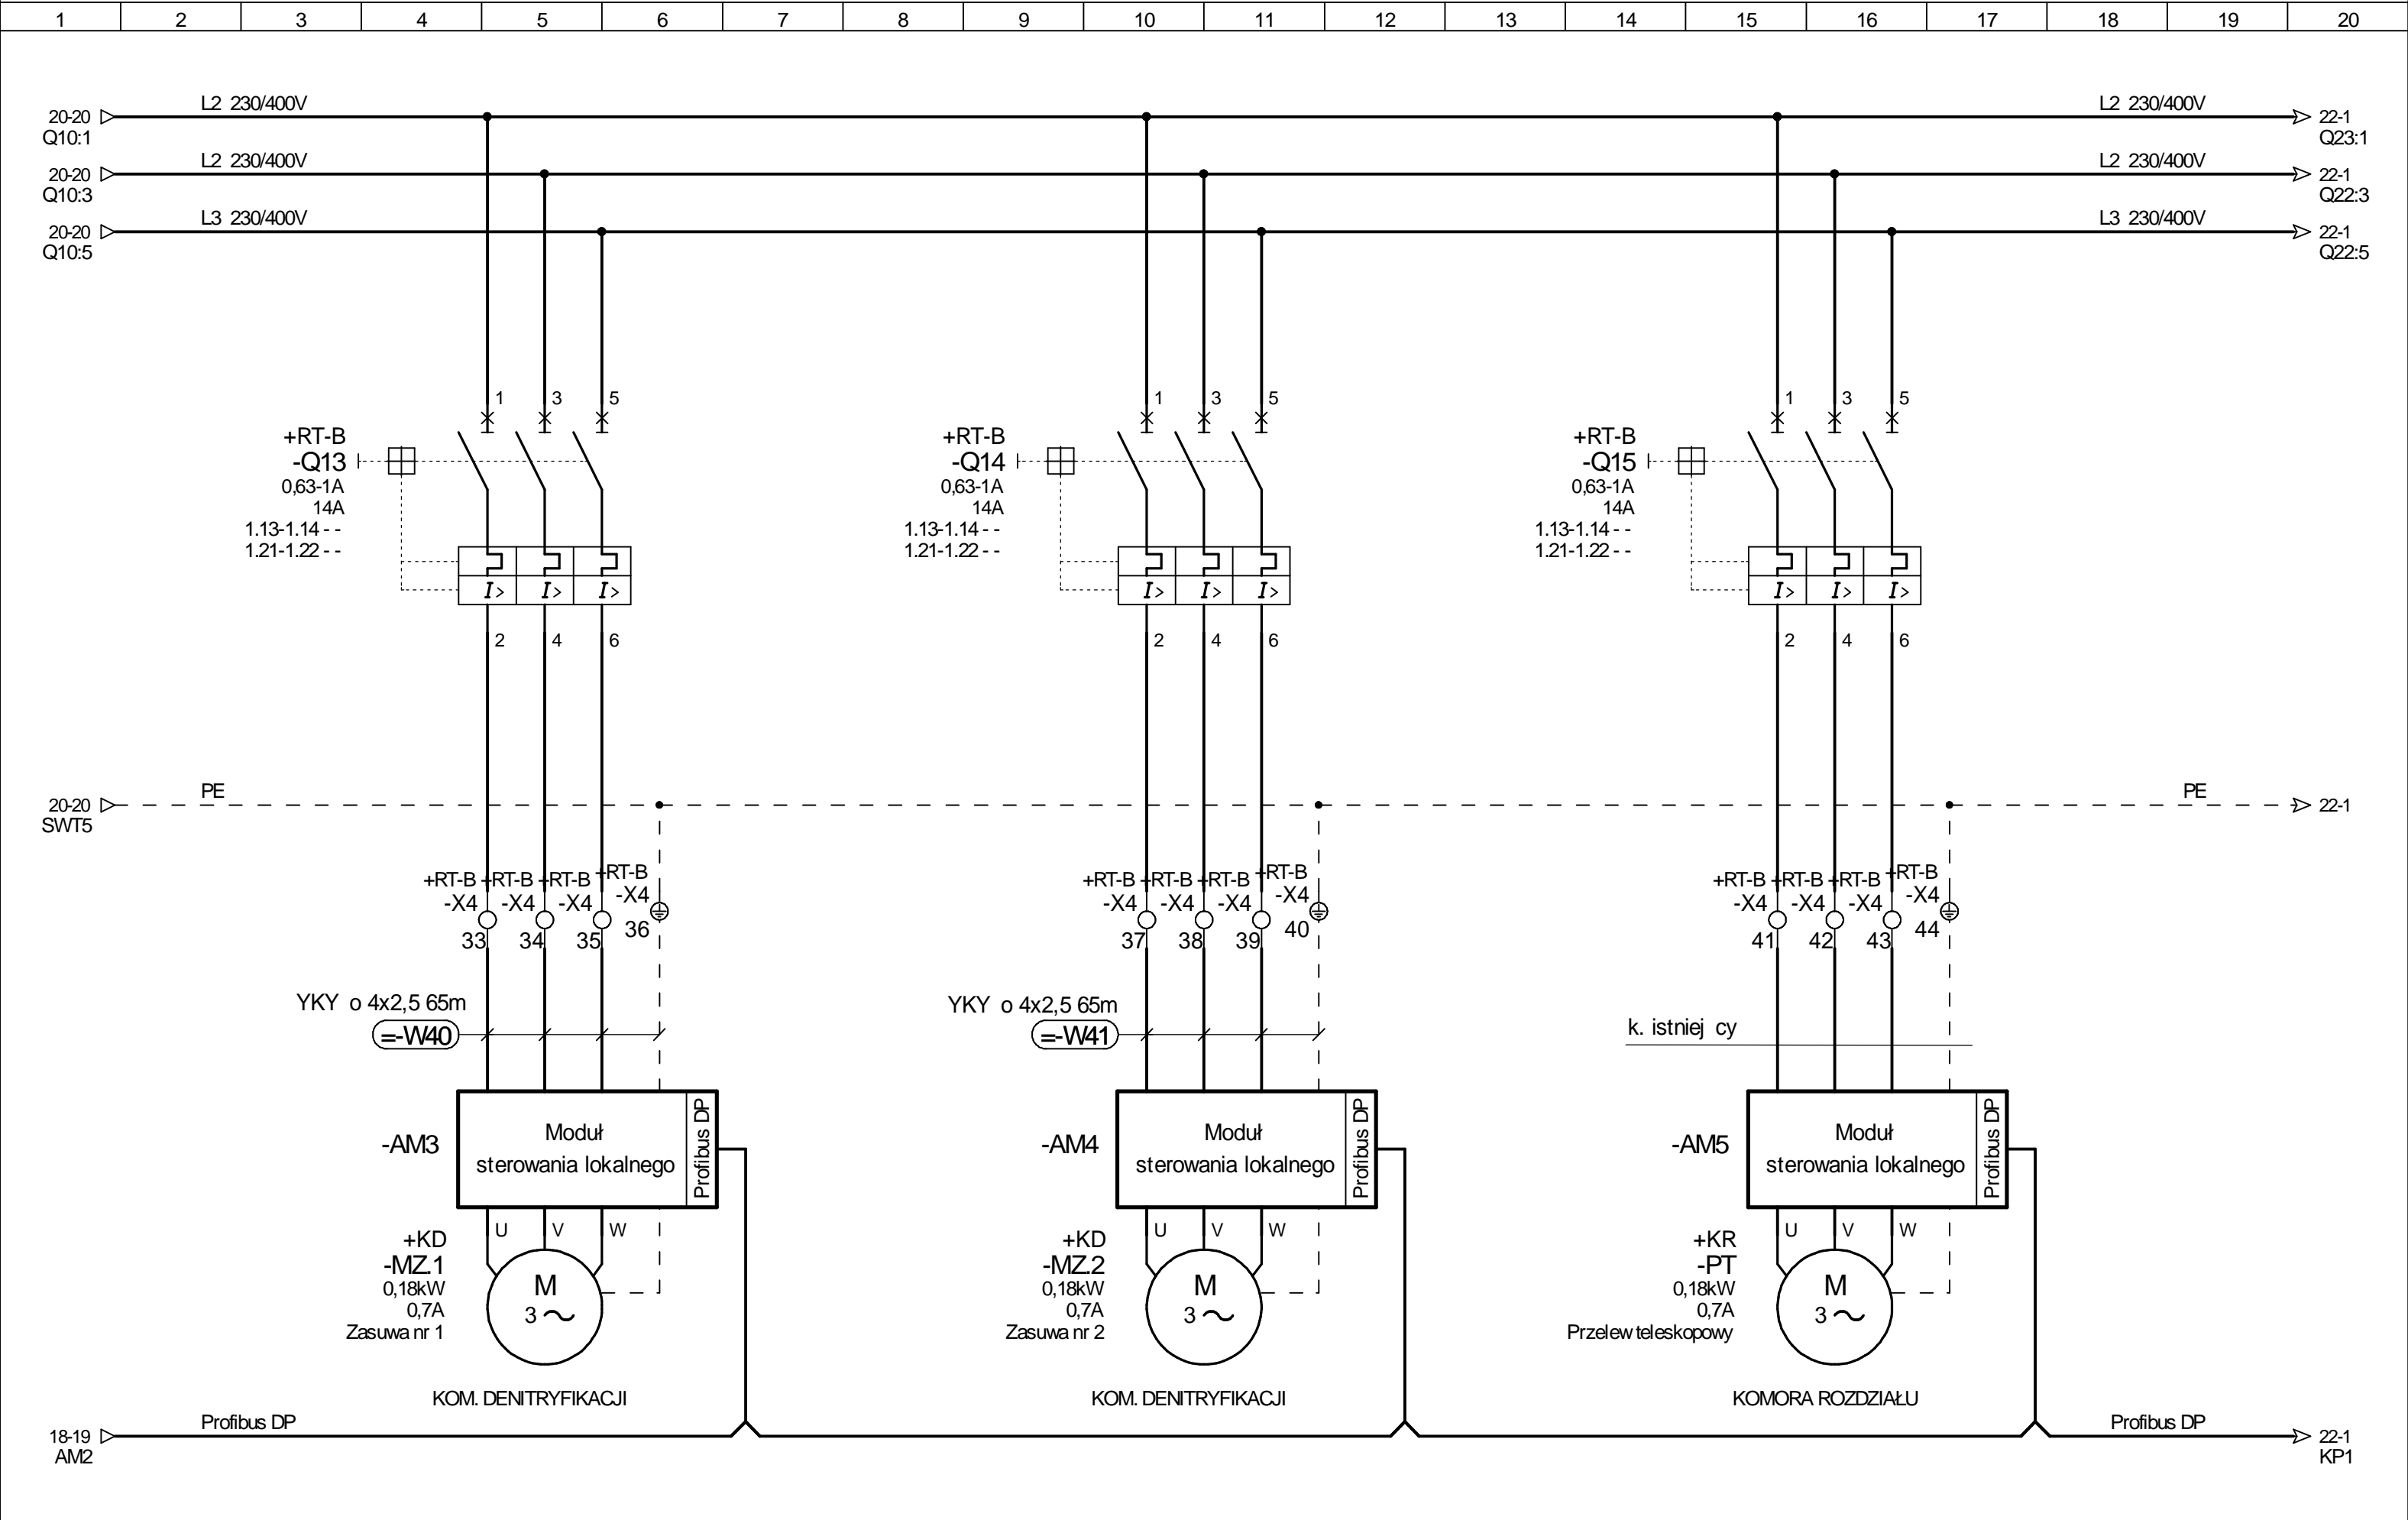 1 2 3 4 5 6 7 8 9 10 11 12 13 14 15 16 17 18 19 20
L2 230/400V L2 230/400V
20-20 22-1
Q10:1 Q23:1
L2 230/400V L2 230/400V
20-20 22-1
Q10:3 Q22:3
L3 230/400V L3 230/400V
20-20 22-1
Q10:5 Q22:5
1 3 5 1 3 5 1 3 5
+RT-B
-Q13
0,63-1A
14A
1.13-1.14 - -
1.21-1.22 - -
I> I> I>
2 4 6
+RT-B
-Q14
0,63-1A
14A
1.13-1.14 - -
1.21-1.22 - -
I> I> I>
2 4 6
+RT-B
-Q15
0,63-1A
14A
1.13-1.14 - -
1.21-1.22 - -
I> I> I>
2 4 6
PE PE
20-20 22-1
SWT5
+RT-B +RT-B +RT-B +RT-B
-X4 -X4 -X4 -X4
33 34 35 36
+RT-B +RT-B +RT-B +RT-B
-X4 -X4 -X4 -X4
37 38 39 40
+RT-B +RT-B +RT-B +RT-B
-X4 -X4 -X4 -X4
41 42 43 44
YKY o 4x2,5 65m
=-W40
YKY o 4x2,5 65m
=-W41
k. istniej cy
-AM3
Moduł
sterowania lokalnego
Profibus DP
-AM4
Moduł
sterowania lokalnego
Profibus DP
-AM5
Moduł
sterowania lokalnego
Profibus DP
U V W
+KD
-MZ.1
0,18kW
0,7A
Zasuwa nr 1
M
3
KOM. DENITRYFIKACJI
U V W
+KD
-MZ.2
0,18kW
0,7A
Zasuwa nr 2
M
3
KOM. DENITRYFIKACJI
U V W
+KR
-PT
0,18kW
0,7A
Przelew teleskopowy
M
3
KOMORA ROZDZIAŁU
Profibus DP Profibus DP
18-19 22-1
AM2 KP1